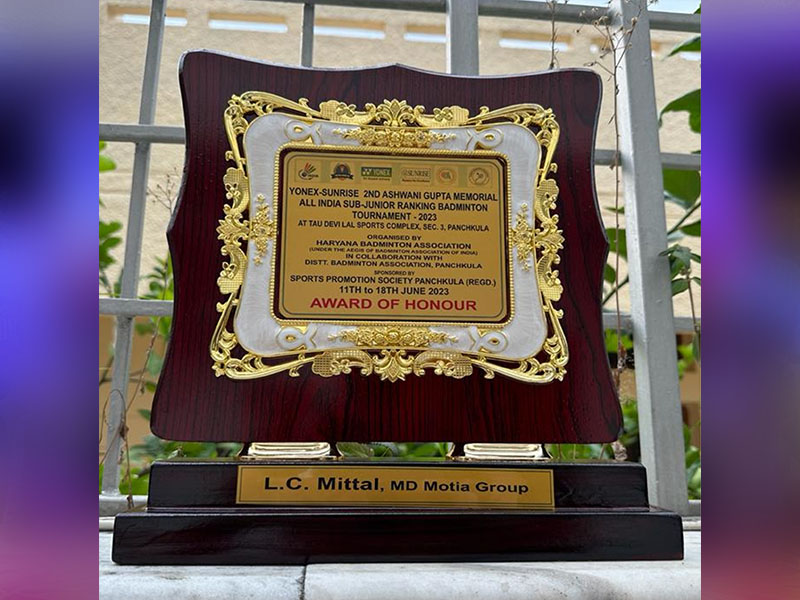 YONEX
SUNRISE
YONEX-SUNRISE 2ND ASHWANI GUPTA MEMORIAL
ALL INDIA SUB-JUNIOR RANKING BADMINTON
TOURNAMENT - 2023
AT TAU DEVI LAL SPORTS COMPLEX, SEC. 3, PANCHKULA
ORGANISED BY
HARYANA BADMINTON ASSOCIATION
(UNDER THE AEGIS OF BADMINTON ASSOCIATION OF INDIA)
IN COLLABORATION WITH
DISTT. BADMINTON ASSOCIATION, PANCHKULA
SPONSORED BY
SPORTS PROMOTION SOCIETY PANCHKULA (REGD.)
11TH to 18TH JUNE 2023
AWARD OF HONOUR
L.C. Mittal, MD Motia Group